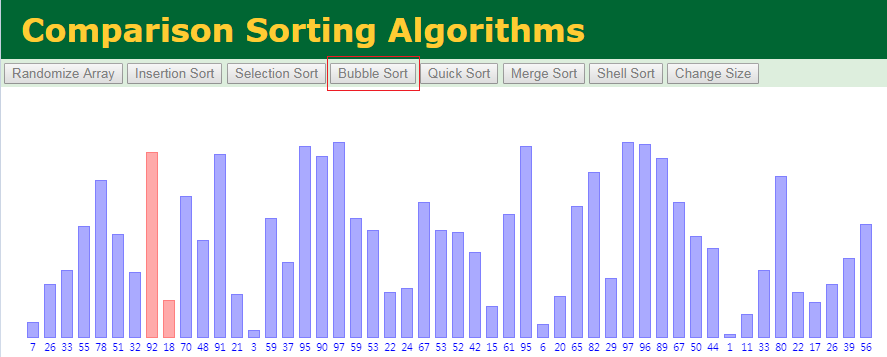 Comparison Sorting Algorithms
Randomize Array Insertion Sort Selection Sort Bubble Sort Quick Sort Merge Sort Shell Sort Change Size
7 26 33 55 78 51 32 92 18 70 48 91 21 3 59 37 95 90 97 59 53 22 24 67 53 52 42 15 61 95 6 20 65 82 29 97 96 89 67 50 44 1 11 33 80 22 17 26 39 56